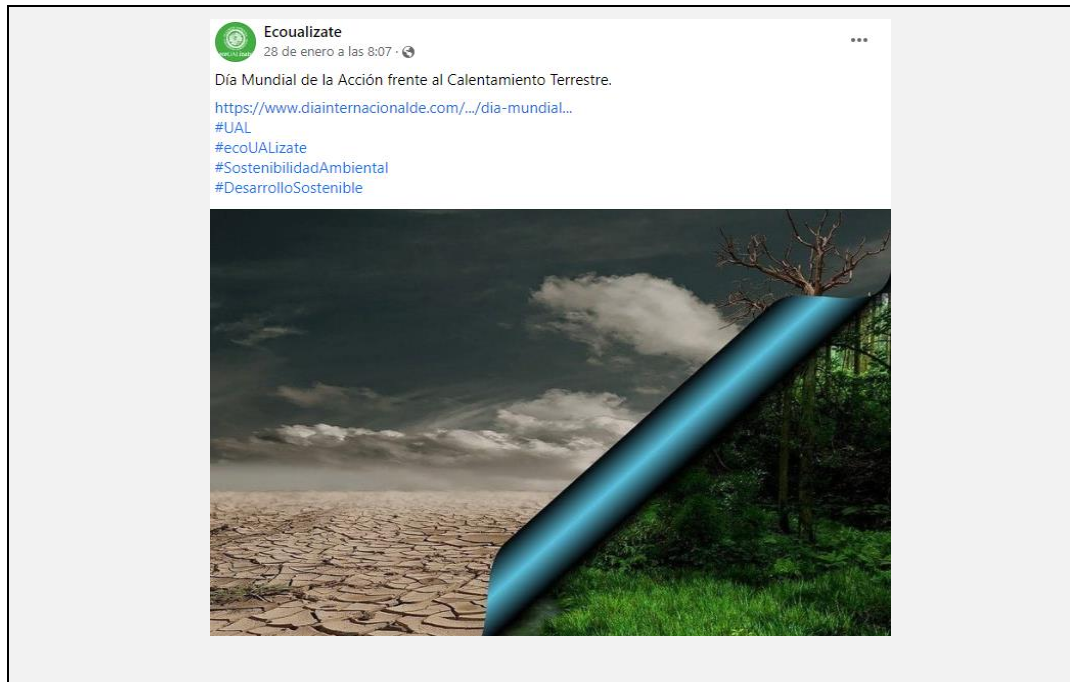 Ecoualizate
28 de enero a las 8:07 ·
Día Mundial de la Acción frente al Calentamiento Terrestre.
https://www.diainternacionalde.com/.../dia-mundial...
#UAL
#ecoUALizate
#SostenibilidadAmbiental
#DesarrolloSostenible